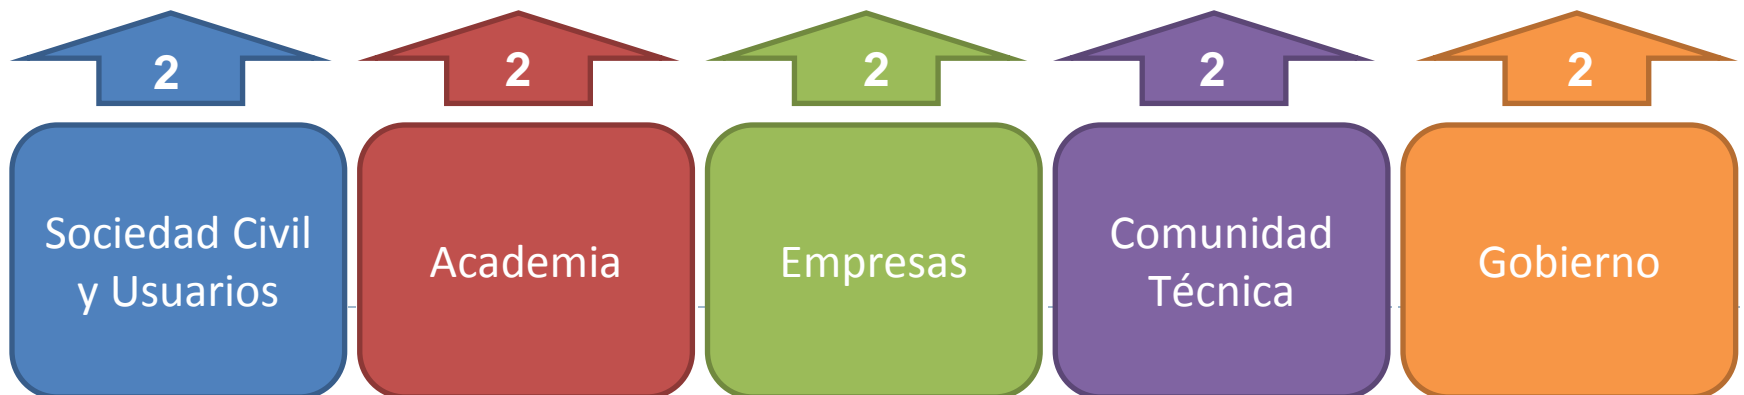 2
2
2
2
2
Sociedad Civil
y Usuarios
Academia
Empresas
Comunidad
Técnica
Gobierno